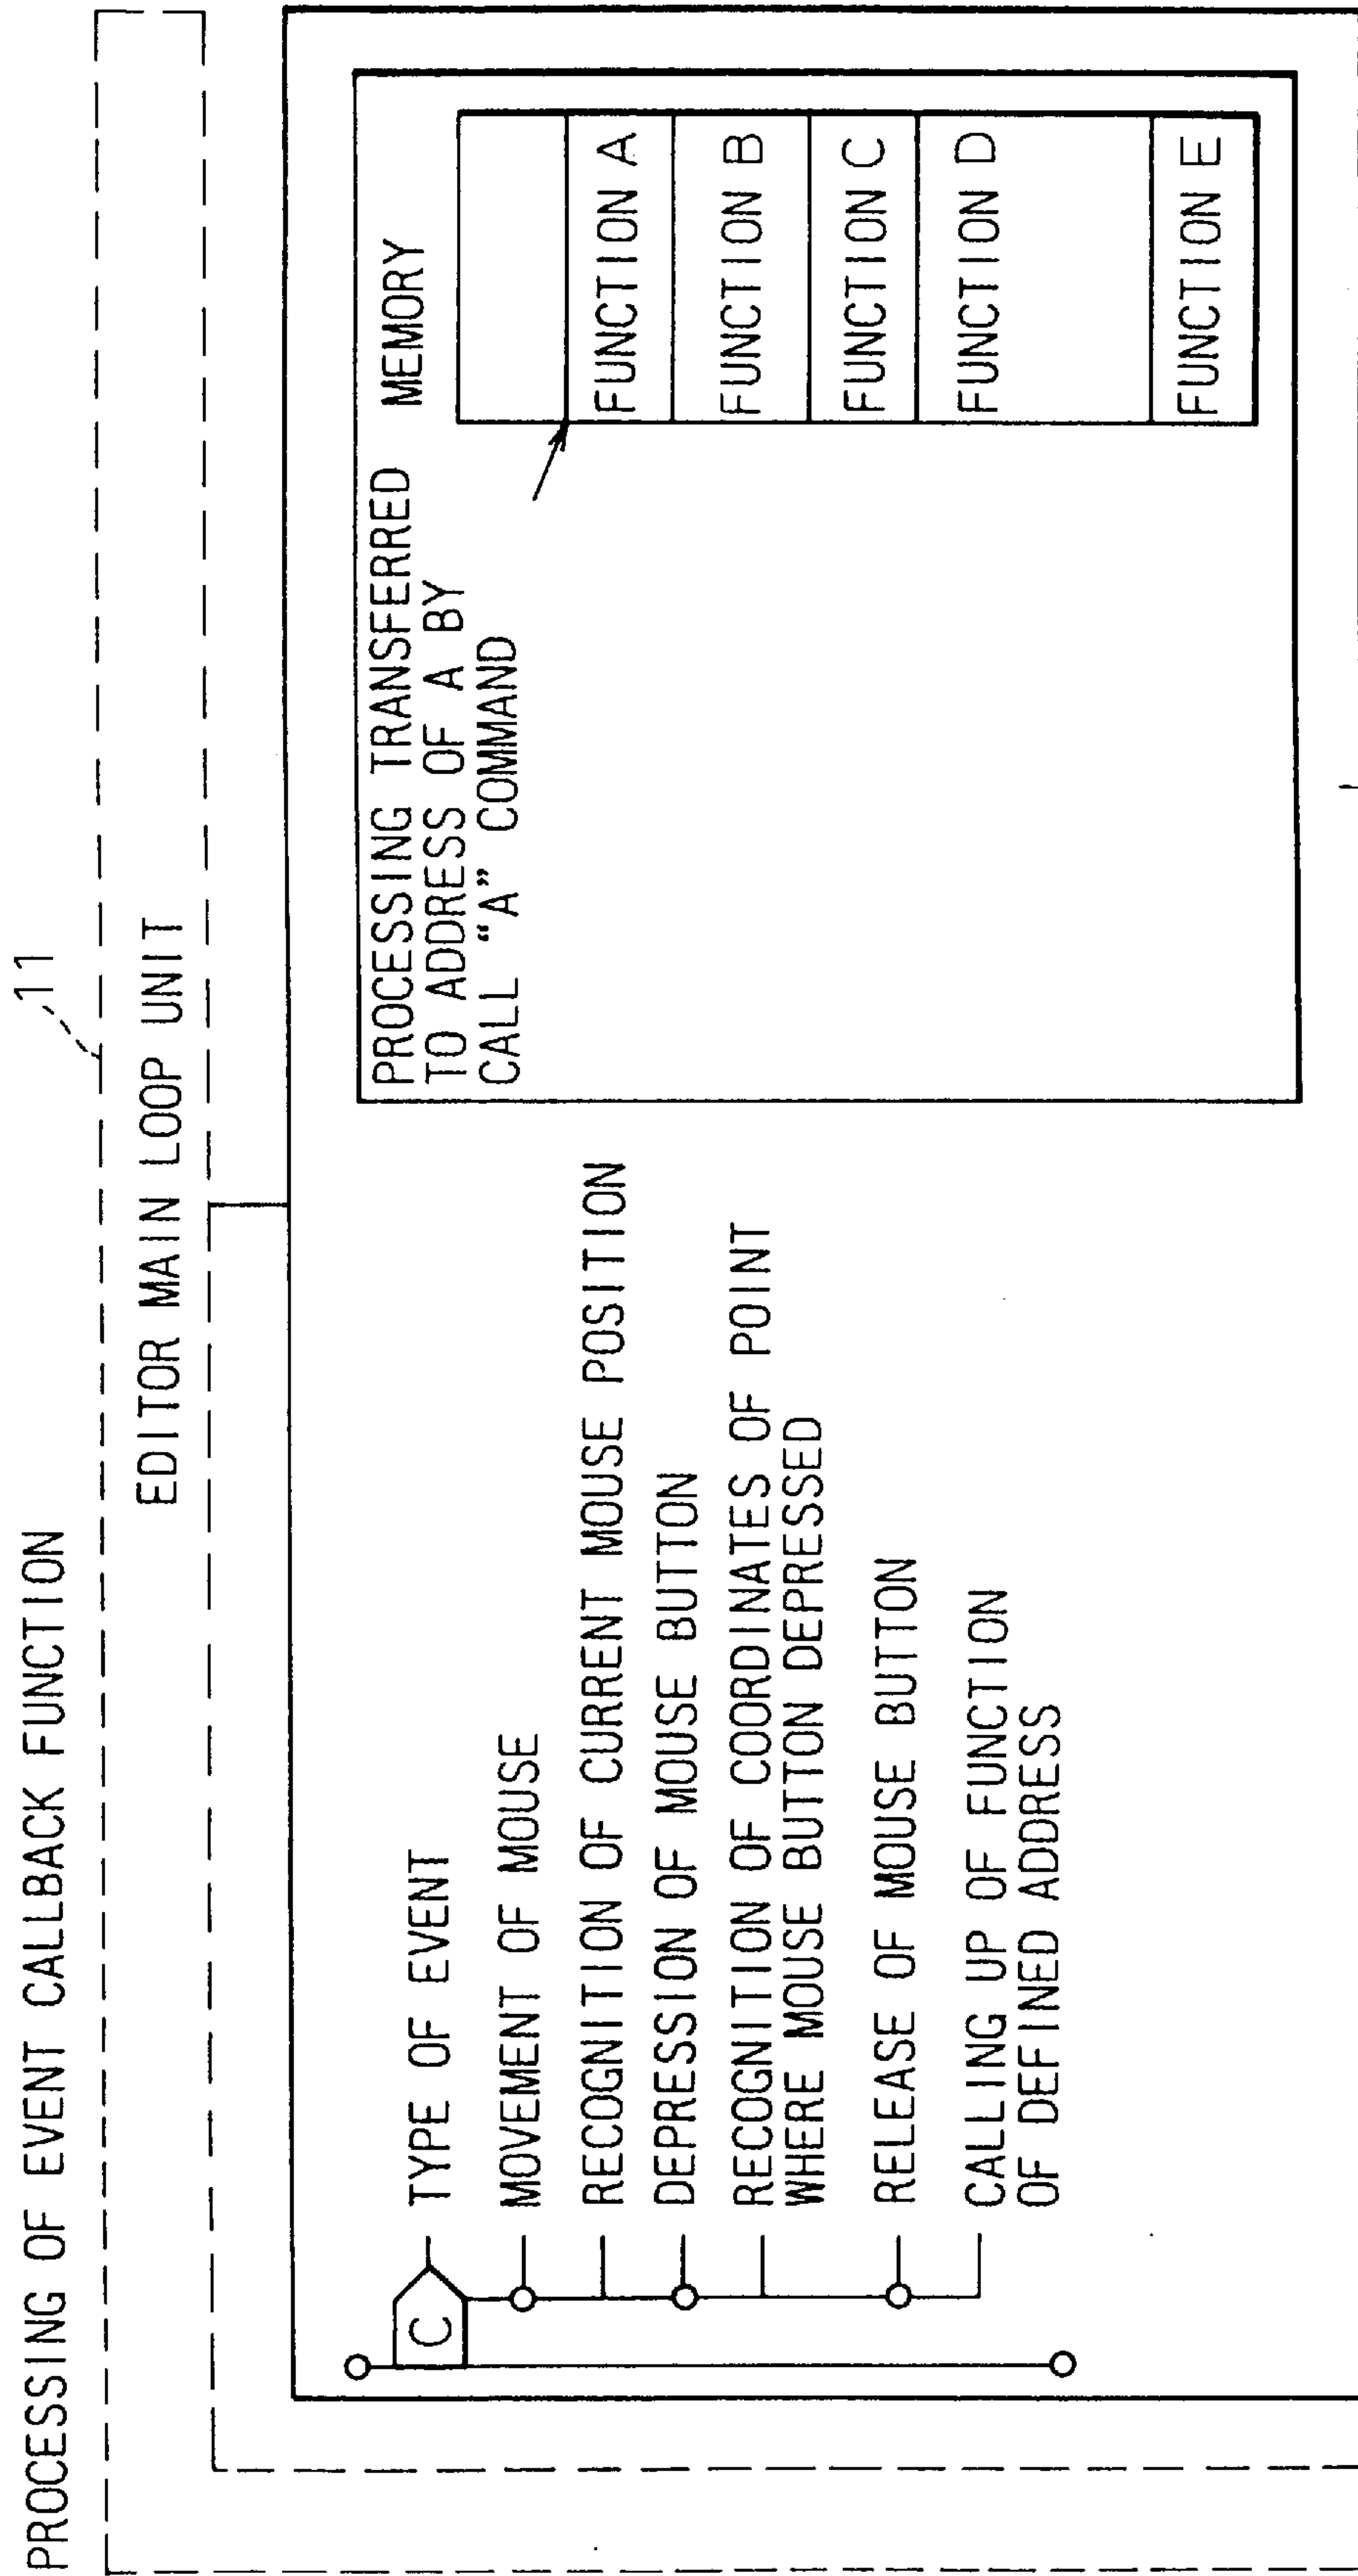 PROCESSING OF EVENT CALLBACK FUNCTION
11
EDITOR MAIN LOOP UNIT
C
TYPE OF EVENT
MOVEMENT OF MOUSE
RECOGNITION OF CURRENT MOUSE POSITION
DEPRESSION OF MOUSE BUTTON
RECOGNITION OF COORDINATES OF POINT
WHERE MOUSE BUTTON DEPRESSED
RELEASE OF MOUSE BUTTON
CALLING UP OF FUNCTION
OF DEFINED ADDRESS
PROCESSING TRANSFERRED
TO ADDRESS OF A BY
CALL “A” COMMAND
MEMORY
FUNCTION A
FUNCTION B
FUNCTION C
FUNCTION D
FUNCTION E